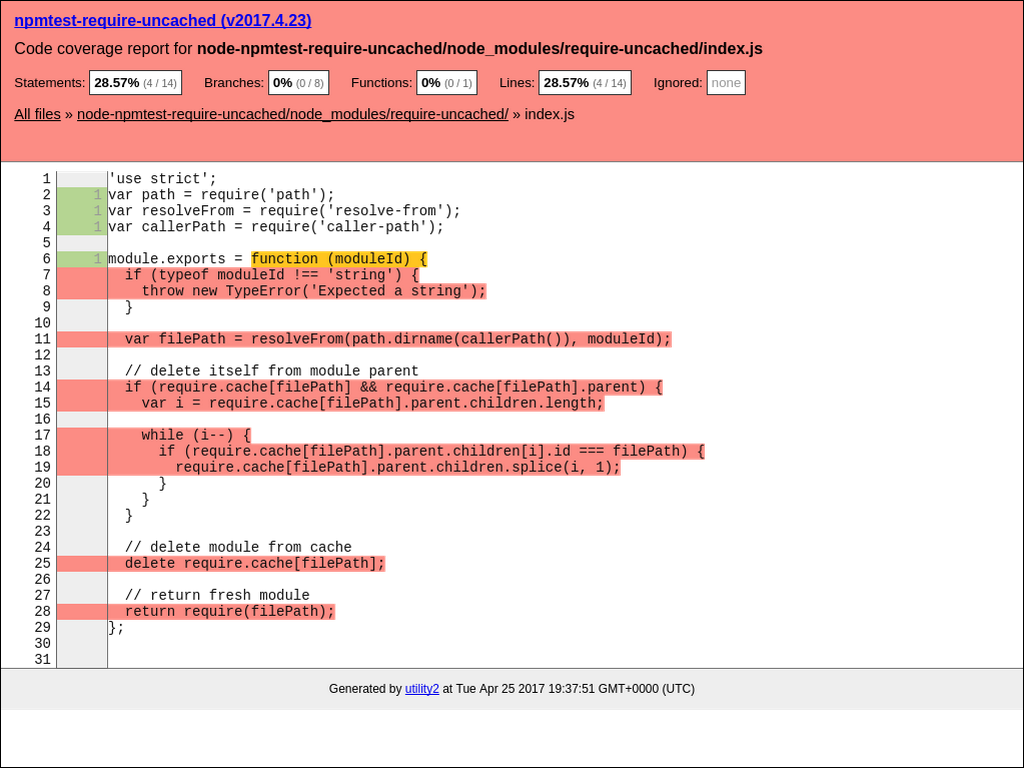 npmtest-require-uncached (v2017.4.23)
Code coverage report for node-npmtest-require-uncached/node_modules/require-uncached/index.js
Statements: 28.57% (4 / 14) Branches: 0% (0 / 8) Functions: 0% (0 / 1) Lines: 28.57% (4 / 14) Ignored: none
All files » node-npmtest-require-uncached/node_modules/require-uncached/ » index.js
1 'use strict';
2 1 var path = require('path');
3 1 var resolveFrom = require('resolve-from');
4 1 var callerPath = require('caller-path');
5
6 1 module.exports = function (moduleId) {
7   if (typeof moduleId !== 'string') {
8     throw new TypeError('Expected a string');
9   }
10
11   var filePath = resolveFrom(path.dirname(callerPath()), moduleId);
12
13   // delete itself from module parent
14   if (require.cache[filePath] && require.cache[filePath].parent) {
15     var i = require.cache[filePath].parent.children.length;
16
17     while (i--) {
18       if (require.cache[filePath].parent.children[i].id === filePath) {
19         require.cache[filePath].parent.children.splice(i, 1);
20       }
21     }
22   }
23
24   // delete module from cache
25   delete require.cache[filePath];
26
27   // return fresh module
28   return require(filePath);
29 };
30
31
Generated by utility2 at Tue Apr 25 2017 19:37:51 GMT+0000 (UTC)